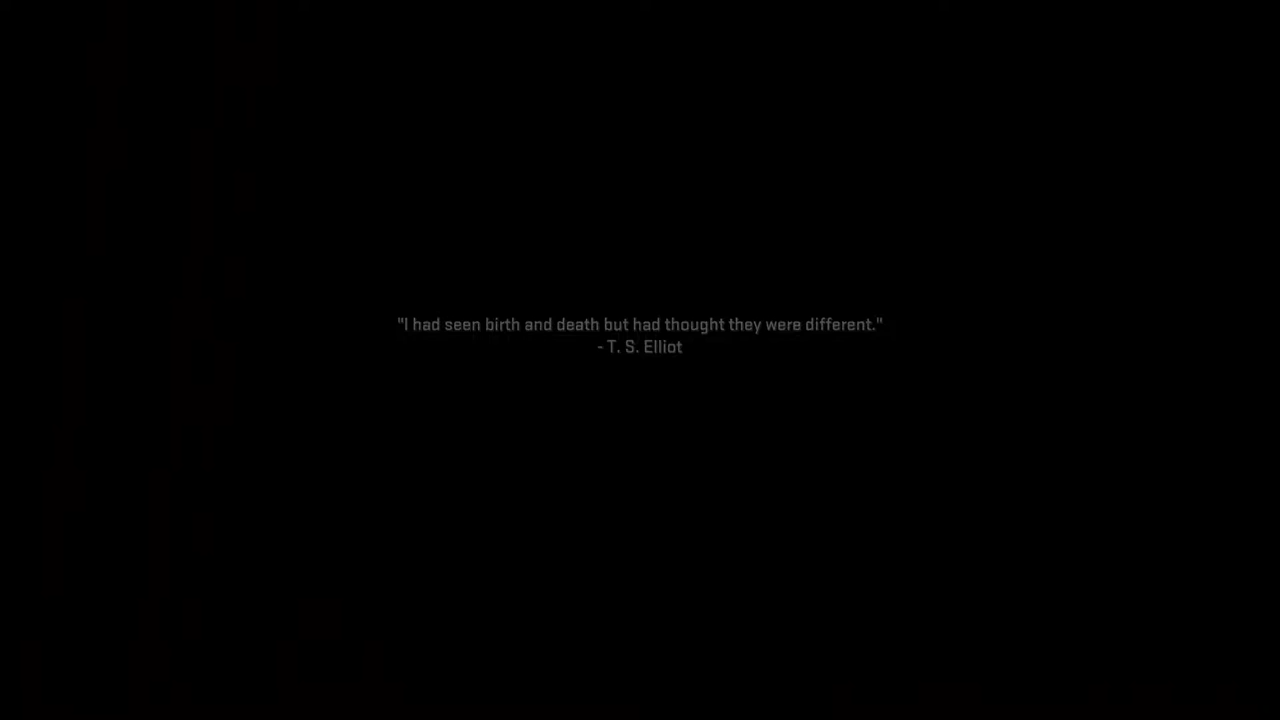 "I had seen birth and death but had thought they were different."
- T. S. Elliot